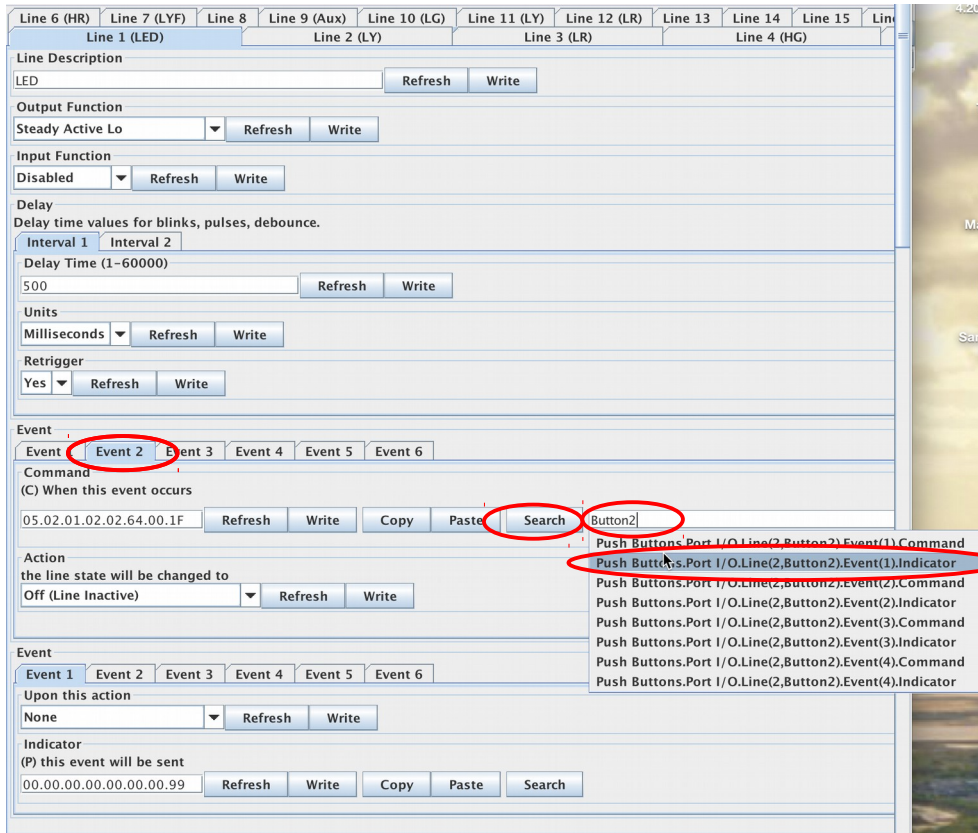 Line 6 (HR) Line 7 (LYF) Line 8 Line 9 (Aux) Line 10 (LG) Line 11 (LY) Line 12 (LR) Line 13 Line 14 Line 15
Line 1 (LED) Line 2 (LY) Line 3 (LR) Line 4 (HG)
Line Description
LED Refresh Write
Output Function
Steady Active Lo Refresh Write
Input Function
Disabled Refresh Write
Delay
Delay time values for blinks, pulses, debounce.
Interval 1 Interval 2
Delay Time (1-60000)
500 Refresh Write
Units
Milliseconds Refresh Write
Retrigger
Yes Refresh Write
Event
Event Event 2 Event 3 Event 4 Event 5 Event 6
Command
(C) When this event occurs
05.02.01.02.02.64.00.1F Refresh Write Copy Paste Search Button2
Push Buttons.Port I/O.Line(2,Button2).Event(1).Command
Push Buttons.Port I/O.Line(2,Button2).Event(1).Indicator
Push Buttons.Port I/O.Line(2,Button2).Event(2).Command
Push Buttons.Port I/O.Line(2,Button2).Event(2).Indicator
Push Buttons.Port I/O.Line(2,Button2).Event(3).Command
Push Buttons.Port I/O.Line(2,Button2).Event(3).Indicator
Push Buttons.Port I/O.Line(2,Button2).Event(4).Command
Push Buttons.Port I/O.Line(2,Button2).Event(4).Indicator
Action
the line state will be changed to
Off (Line Inactive) Refresh Write
Event
Event 1 Event 2 Event 3 Event 4 Event 5 Event 6
Upon this action
None Refresh Write
Indicator
(P) this event will be sent
00.00.00.00.00.00.00.99 Refresh Write Copy Paste Search